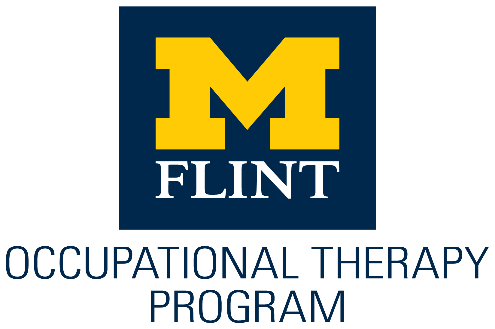 M
FLINT
OCCUPATIONAL THERAPY
PROGRAM